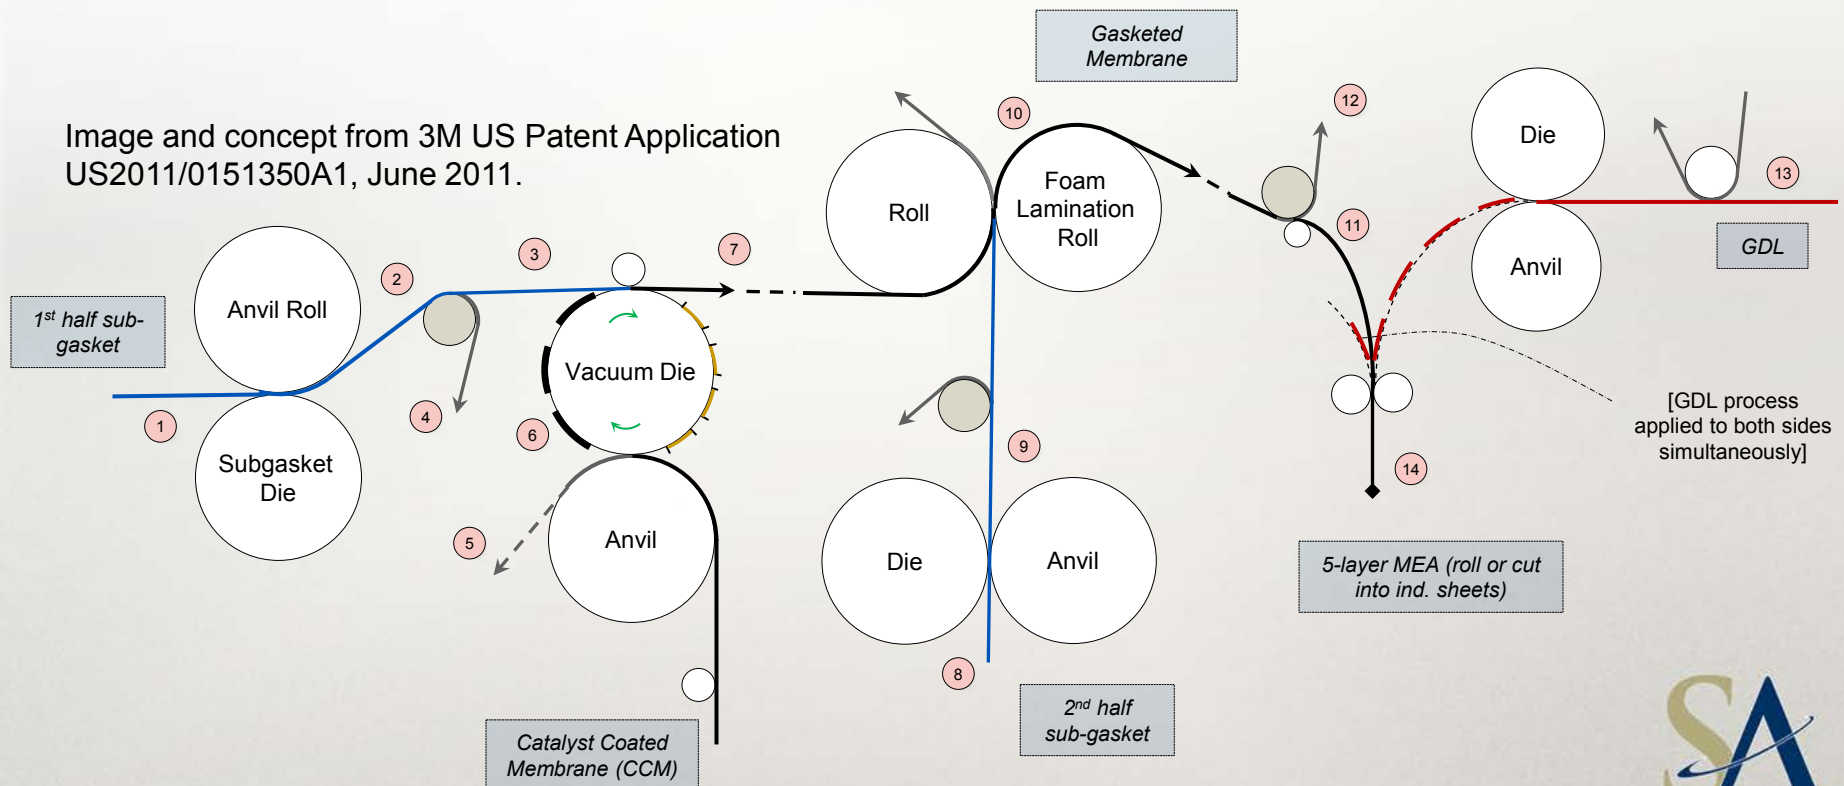 Image and concept from 3M US Patent Application
US2011/0151350A1, June 2011.
Gasketed
Membrane
1st half sub-
gasket
Anvil Roll
Subgasket
Die
1
2
3
4
5
6
7
Vacuum Die
Anvil
Catalyst Coated
Membrane (CCM)
Roll
10
Foam
Lamination
Roll
9
Die
Anvil
8
2nd half
sub-gasket
12
11
Die
Anvil
13
GDL
[GDL process
applied to both sides
simultaneously]
14
5-layer MEA (roll or cut
into ind. sheets)
SA